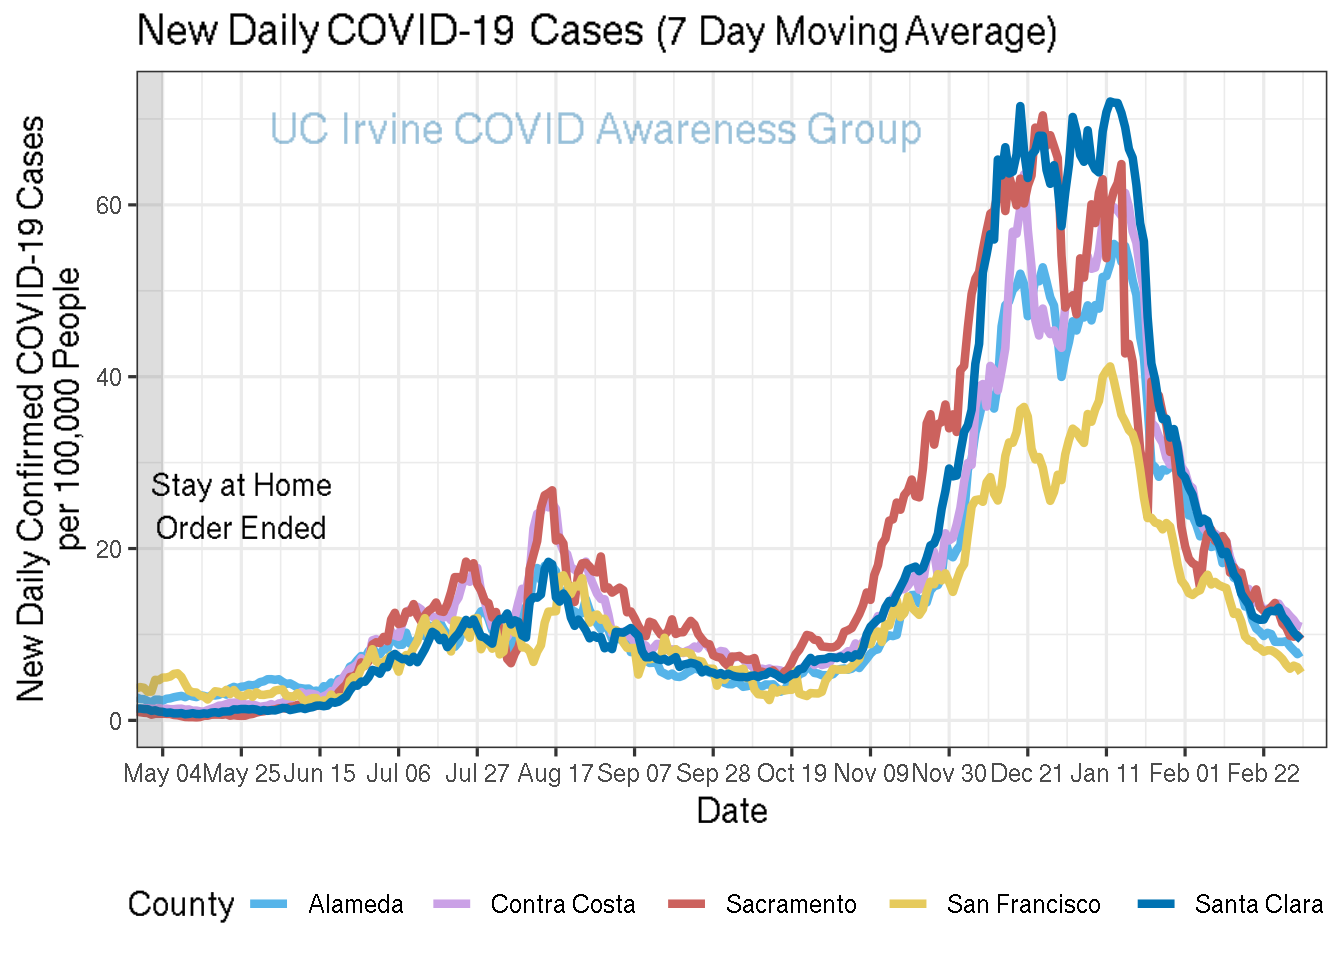 New Daily COVID-19 Cases (7 Day Moving Average)
UC Irvine COVID Awareness Group
New Daily Confirmed COVID-19 Cases
per 100,000 People
60
40
20
0
Stay at Home
Order Ended
May 04 May 25 Jun 15 Jul 06 Jul 27 Aug 17 Sep 07 Sep 28 Oct 19 Nov 09 Nov 30 Dec 21 Jan 11 Feb 01 Feb 22
Date
County Alameda Contra Costa Sacramento San Francisco Santa Clara